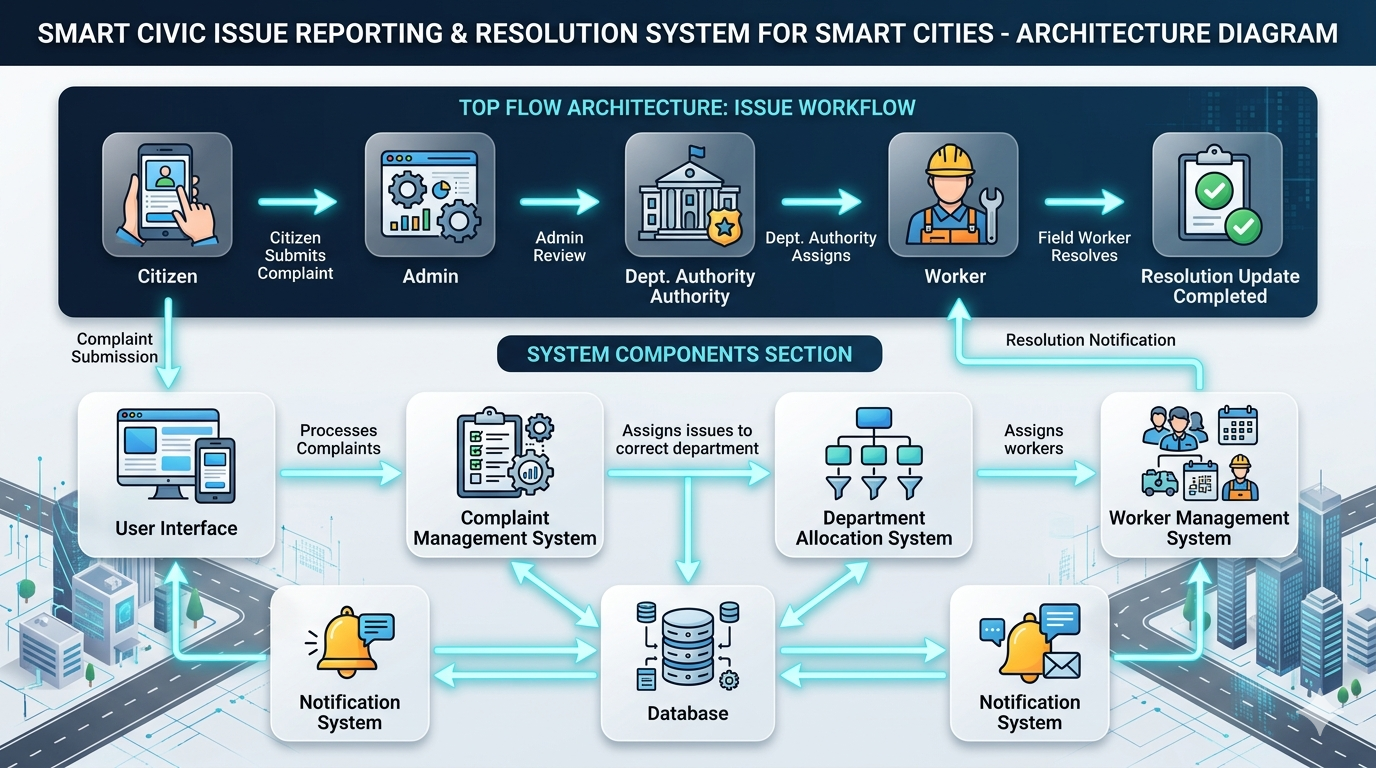 SMART CIVIC ISSUE REPORTING & RESOLUTION SYSTEM FOR SMART CITIES - ARCHITECTURE DIAGRAM
TOP FLOW ARCHITECTURE: ISSUE WORKFLOW
Citizen
Citizen
Submits
Complaint
Admin
Admin
Review
Dept. Authority
Authority
Dept. Authority
Assigns
Worker
Field Worker
Resolves
Resolution Update
Completed
Complaint
Submission
SYSTEM COMPONENTS SECTION
Resolution Notification
User Interface
Processes
Complaints
Complaint
Management System
Assigns issues to
correct department
Department
Allocation System
Assigns
workers
Worker Management
System
Notification
System
Database
Notification
System